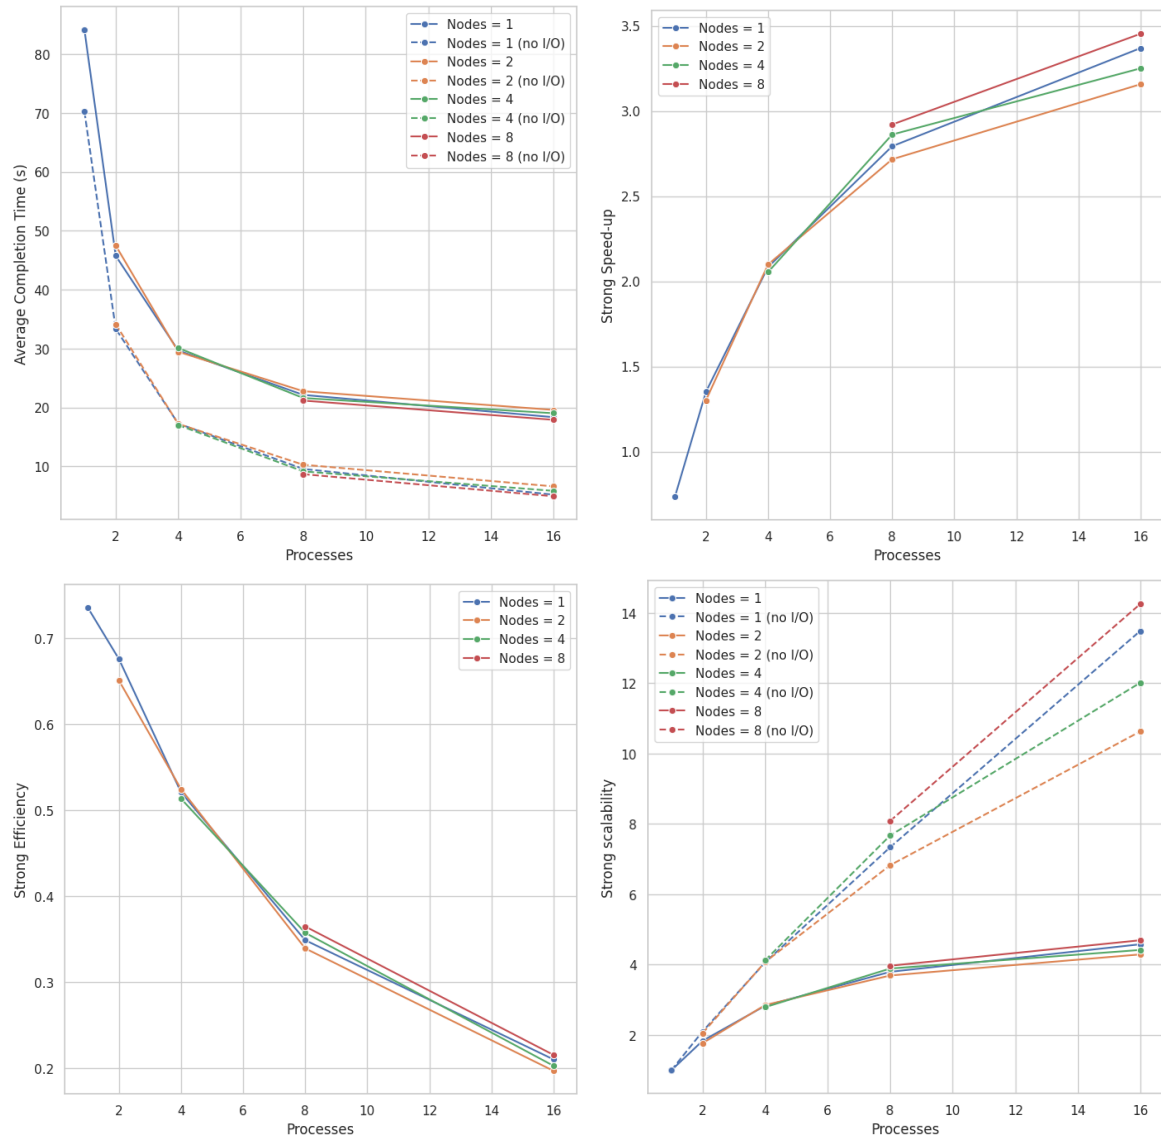 Nodes = 1
Nodes = 1 (no I/O)
Nodes = 2
Nodes = 2 (no I/O)
Nodes = 4
Nodes = 4 (no I/O)
Nodes = 8
Nodes = 8 (no I/O)
80
70
60
50
40
30
20
10
Average Completion Time (s)
2 4 6 8 10 12 14 16
Processes
Nodes = 1
Nodes = 2
Nodes = 4
Nodes = 8
3.5
3.0
2.5
2.0
1.5
1.0
Strong Speed-up
2 4 6 8 10 12 14 16
Processes
Nodes = 1
Nodes = 2
Nodes = 4
Nodes = 8
0.7
0.6
0.5
0.4
0.3
0.2
Strong Efficiency
2 4 6 8 10 12 14 16
Processes
Nodes = 1
Nodes = 1 (no I/O)
Nodes = 2
Nodes = 2 (no I/O)
Nodes = 4
Nodes = 4 (no I/O)
Nodes = 8
Nodes = 8 (no I/O)
14
12
10
8
6
4
2
Strong scalability
2 4 6 8 10 12 14 16
Processes